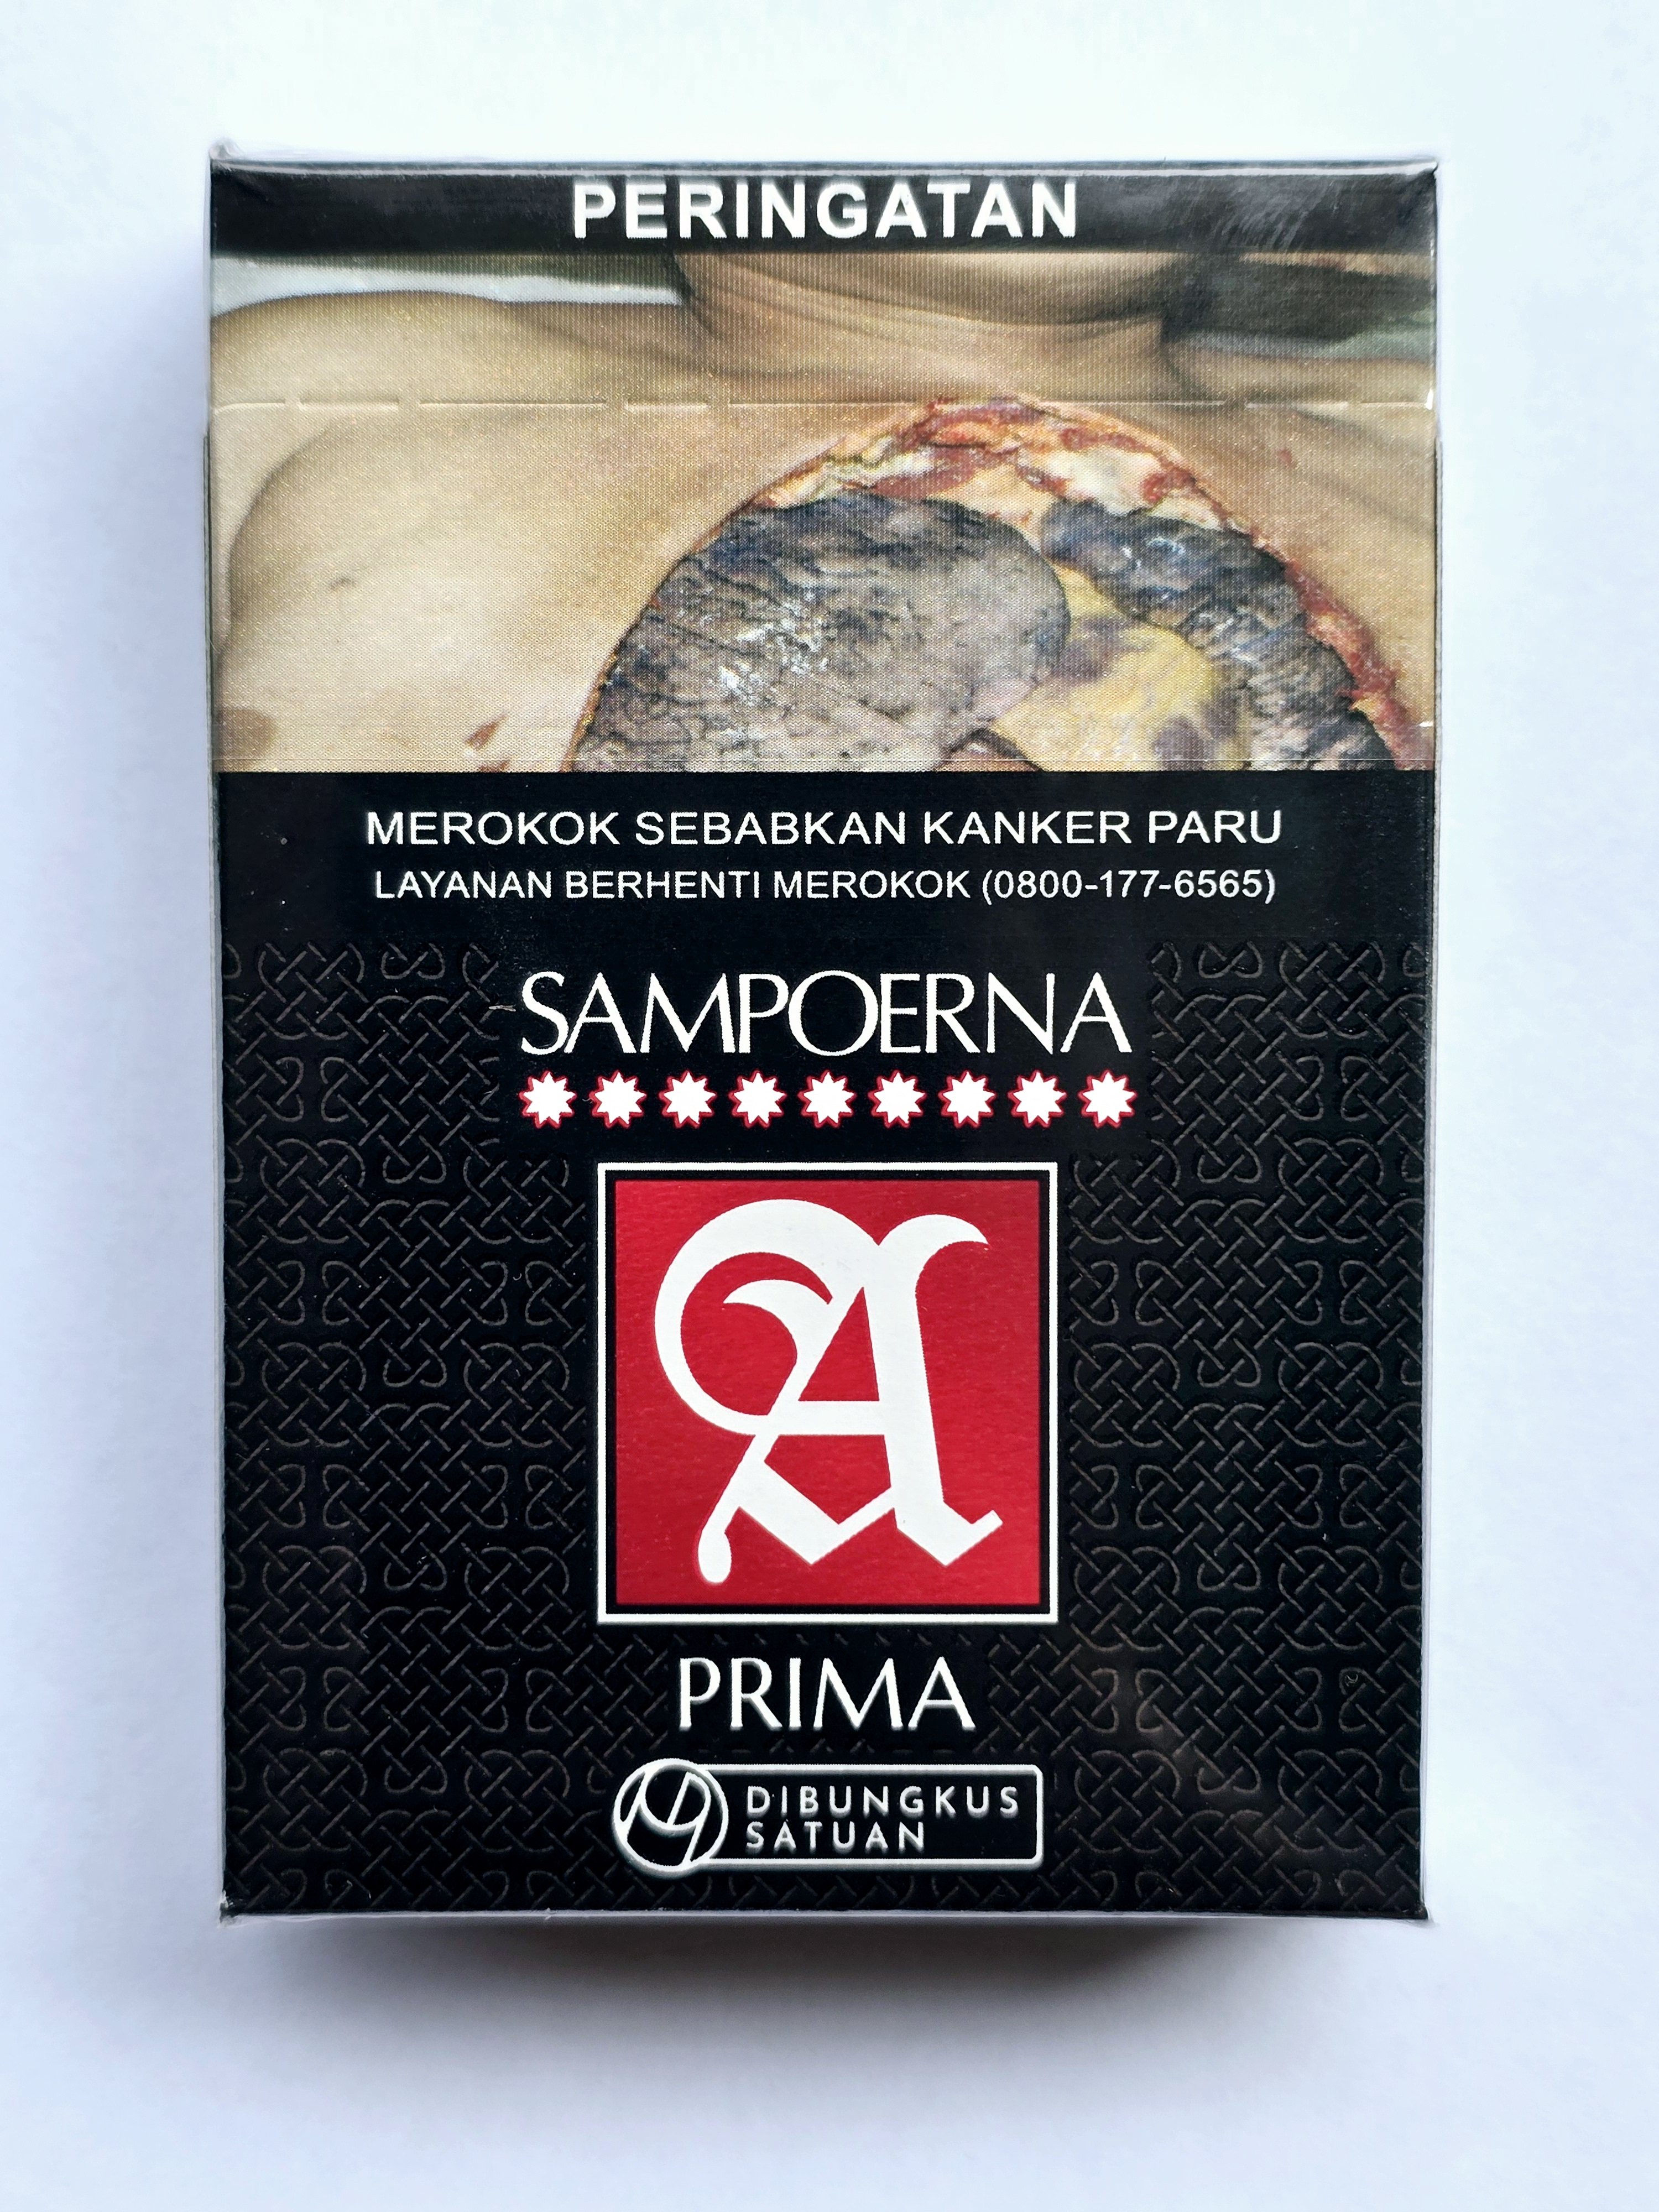 PERINGATAN
MEROKOK SEBABKAN KANKER PARU
LAYANAN BERHENTI MEROKOK (0800-177-6565)
SAMPOERNA
A
PRIMA
DIBUNGKUS
SATUAN